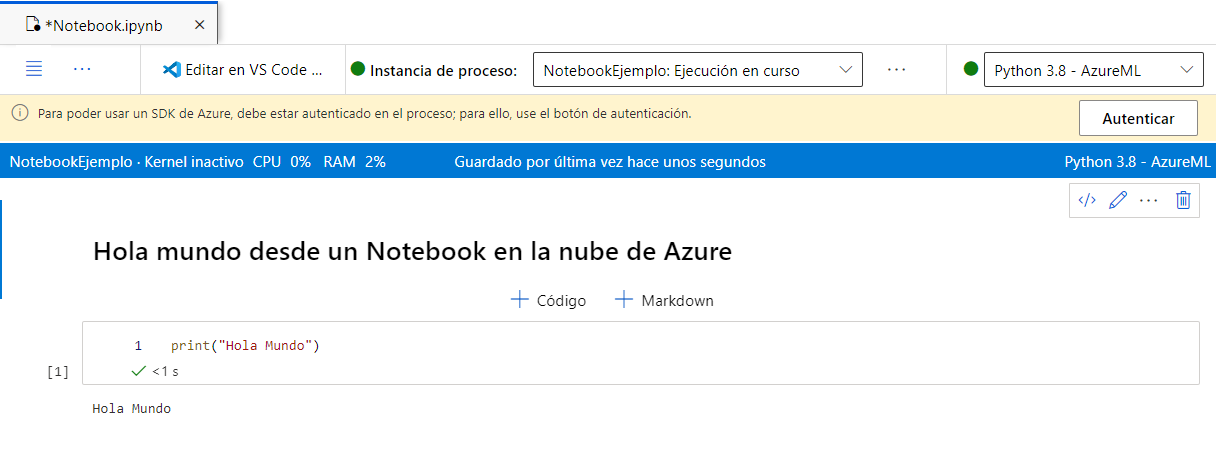 *Notebook.ipynb ×
··· Editar en VS Code ... Instancia de proceso: NotebookEjemplo: Ejecución en curso ··· Python 3.8 - AzureML
Para poder usar un SDK de Azure, debe estar autenticado en el proceso; para ello, use el botón de autenticación. Autenticar
NotebookEjemplo · Kernel inactivo CPU 0% RAM 2% Guardado por última vez hace unos segundos Python 3.8 - AzureML
</> ···
Hola mundo desde un Notebook en la nube de Azure
+ Código + Markdown
1 print("Hola Mundo")
[1] ✓ <1 s
Hola Mundo